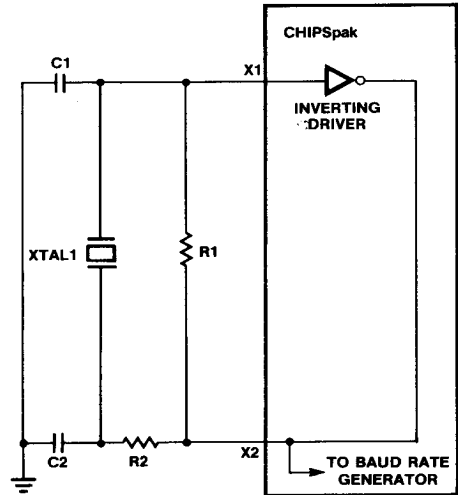 CHIPSpak
C1
X1
INVERTING
DRIVER
XTAL1
R1
C2
R2
X2
TO BAUD RATE
GENERATOR